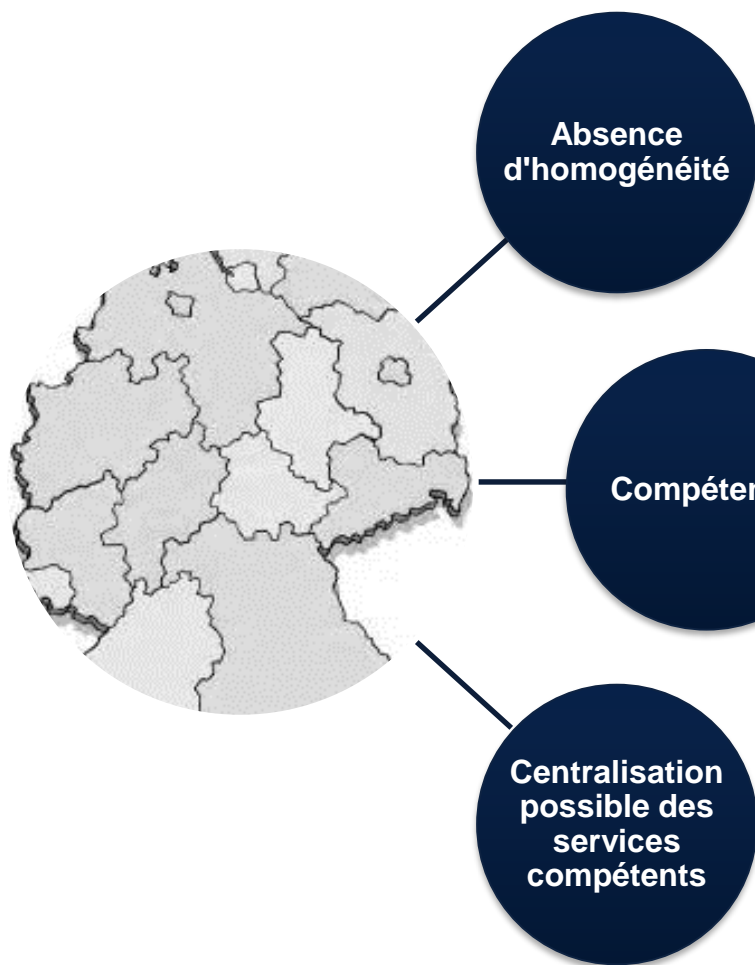 Absence
d'homogénéité
Compéten
Centralisation
possible des
services
compétents